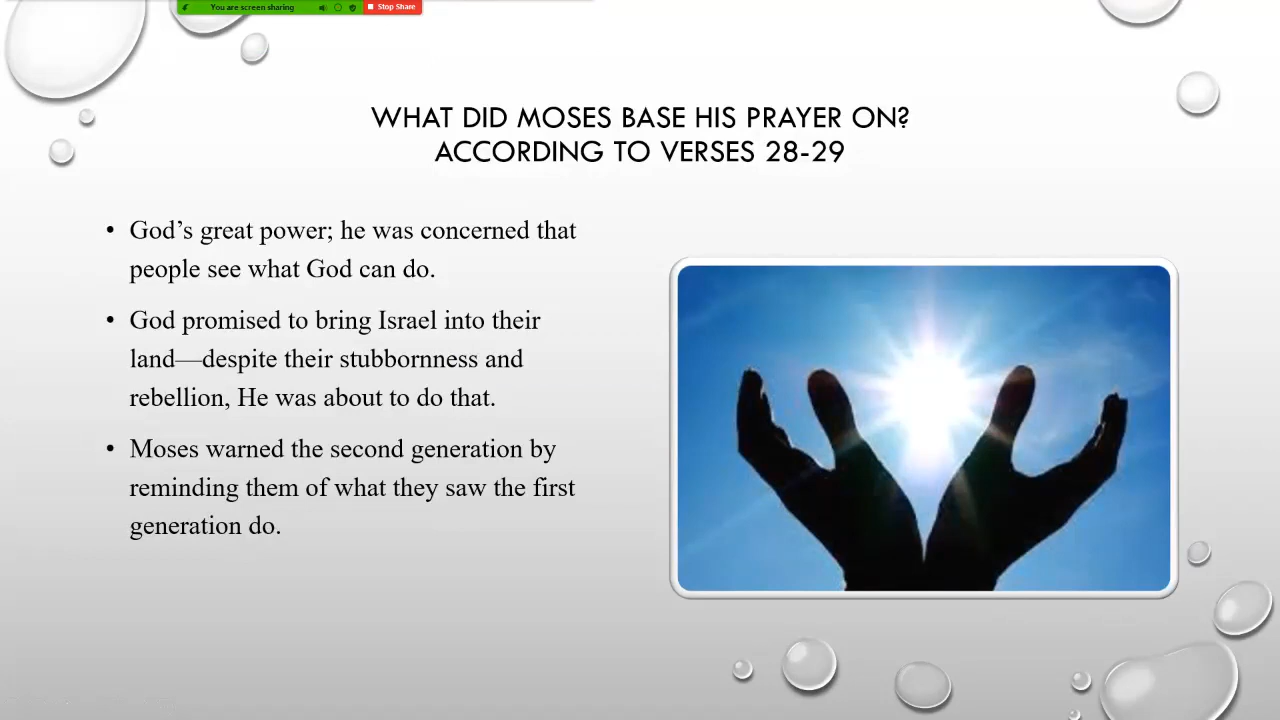 You are screen sharing
Stop Share
WHAT DID MOSES BASE HIS PRAYER ON?
ACCORDING TO VERSES 28-29
• God’s great power; he was concerned that
people see what God can do.
• God promised to bring Israel into their
land—despite their stubbornness and
rebellion, He was about to do that.
• Moses warned the second generation by
reminding them of what they saw the first
generation do.